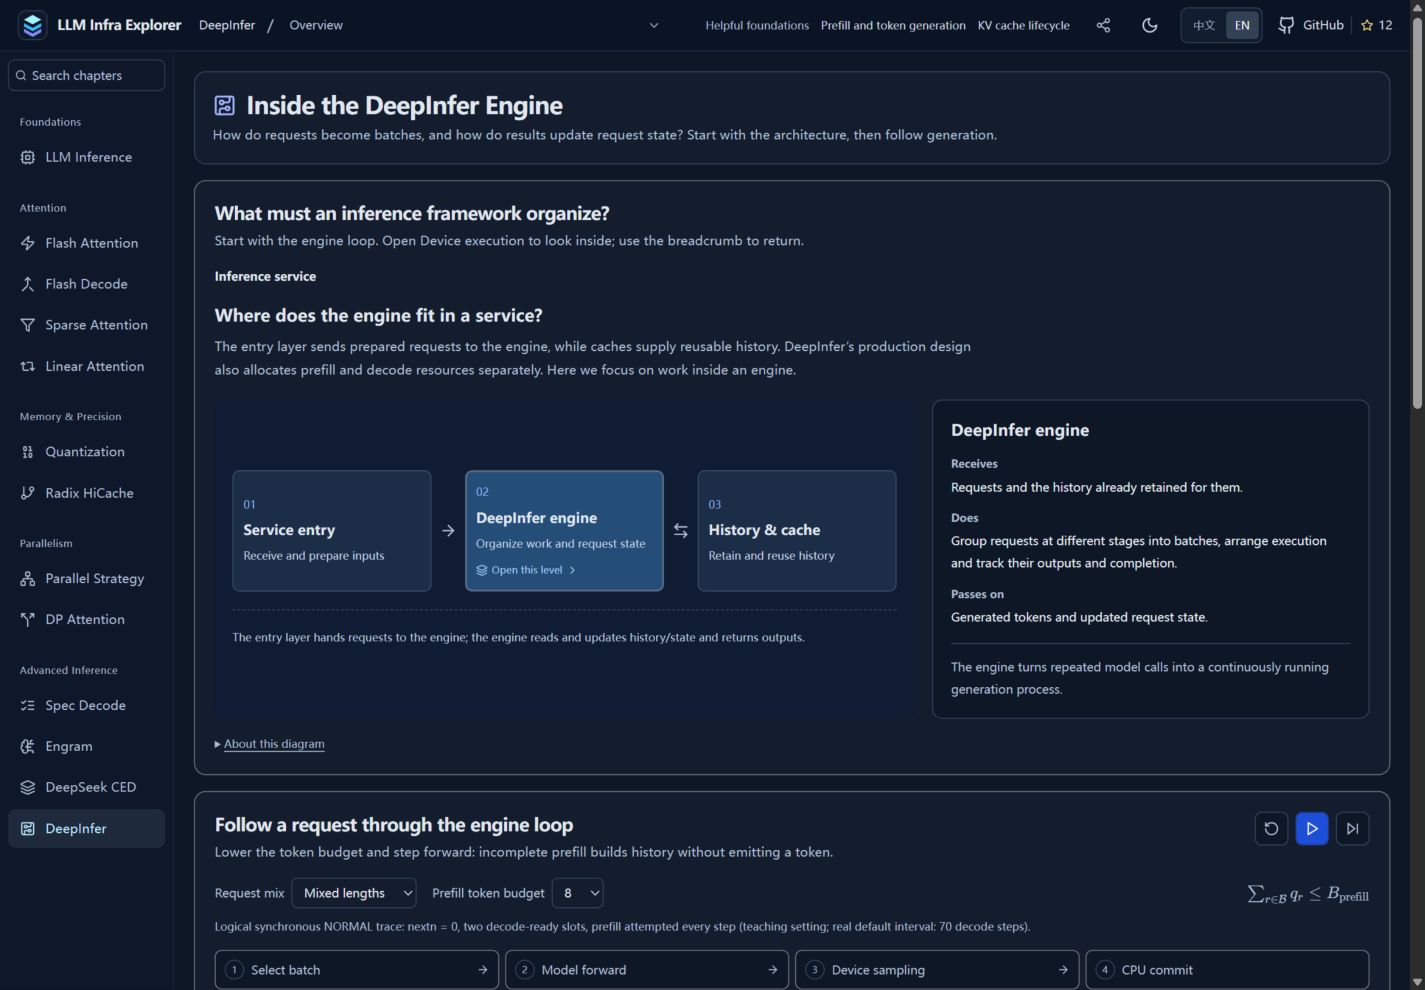 LLM Infra Explorer
DeepInfer / Overview
Helpful foundations Prefill and token generation KV cache lifecycle
中文 EN
GitHub
12
Search chapters
Foundations
LLM Inference
Attention
Flash Attention
Flash Decode
Sparse Attention
Linear Attention
Memory & Precision
Quantization
Radix HiCache
Parallelism
Parallel Strategy
DP Attention
Advanced Inference
Spec Decode
Engram
DeepSeek CED
DeepInfer
Inside the DeepInfer Engine
How do requests become batches, and how do results update request state? Start with the architecture, then follow generation.
What must an inference framework organize?
Start with the engine loop. Open Device execution to look inside; use the breadcrumb to return.
Inference service
Where does the engine fit in a service?
The entry layer sends prepared requests to the engine, while caches supply reusable history. DeepInfer’s production design
also allocates prefill and decode resources separately. Here we focus on work inside an engine.
01
Service entry
Receive and prepare inputs
→
02
DeepInfer engine
Organize work and request state
Open this level >
⇆
03
History & cache
Retain and reuse history
The entry layer hands requests to the engine; the engine reads and updates history/state and returns outputs.
DeepInfer engine
Receives
Requests and the history already retained for them.
Does
Group requests at different stages into batches, arrange execution
and track their outputs and completion.
Passes on
Generated tokens and updated request state.
The engine turns repeated model calls into a continuously running
generation process.
About this diagram
Follow a request through the engine loop
Lower the token budget and step forward: incomplete prefill builds history without emitting a token.
Request mix Mixed lengths Prefill token budget 8
∑r∈B qr ≤ Bprefill
Logical synchronous NORMAL trace: nextn = 0, two decode-ready slots, prefill attempted every step (teaching setting; real default interval: 70 decode steps).
1 Select batch →
2 Model forward →
3 Device sampling →
4 CPU commit